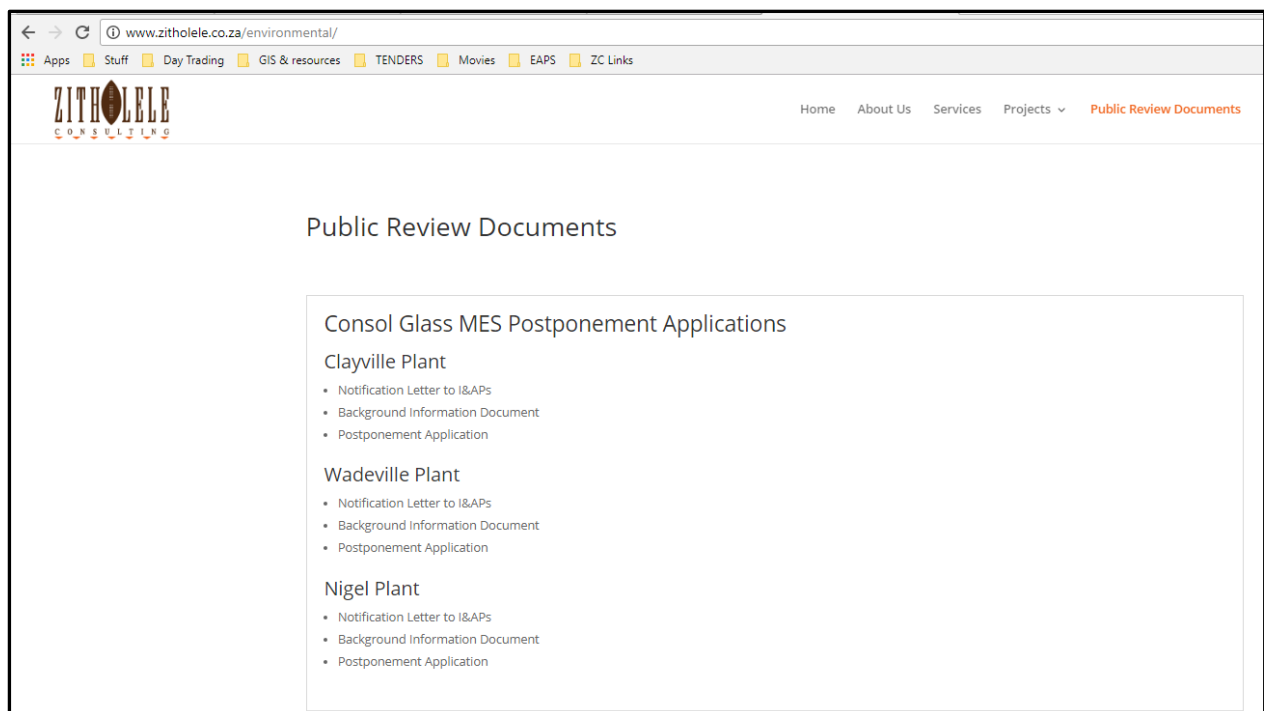 www.zitholele.co.za/environmental/
Apps Stuff Day Trading GIS & resources TENDERS Movies EAPS ZC Links
ZITHOLELE
CONSULTING
Home About Us Services Projects Public Review Documents
Public Review Documents
Consol Glass MES Postponement Applications
Clayville Plant
• Notification Letter to I&APs
• Background Information Document
• Postponement Application
Wadeville Plant
• Notification Letter to I&APs
• Background Information Document
• Postponement Application
Nigel Plant
• Notification Letter to I&APs
• Background Information Document
• Postponement Application